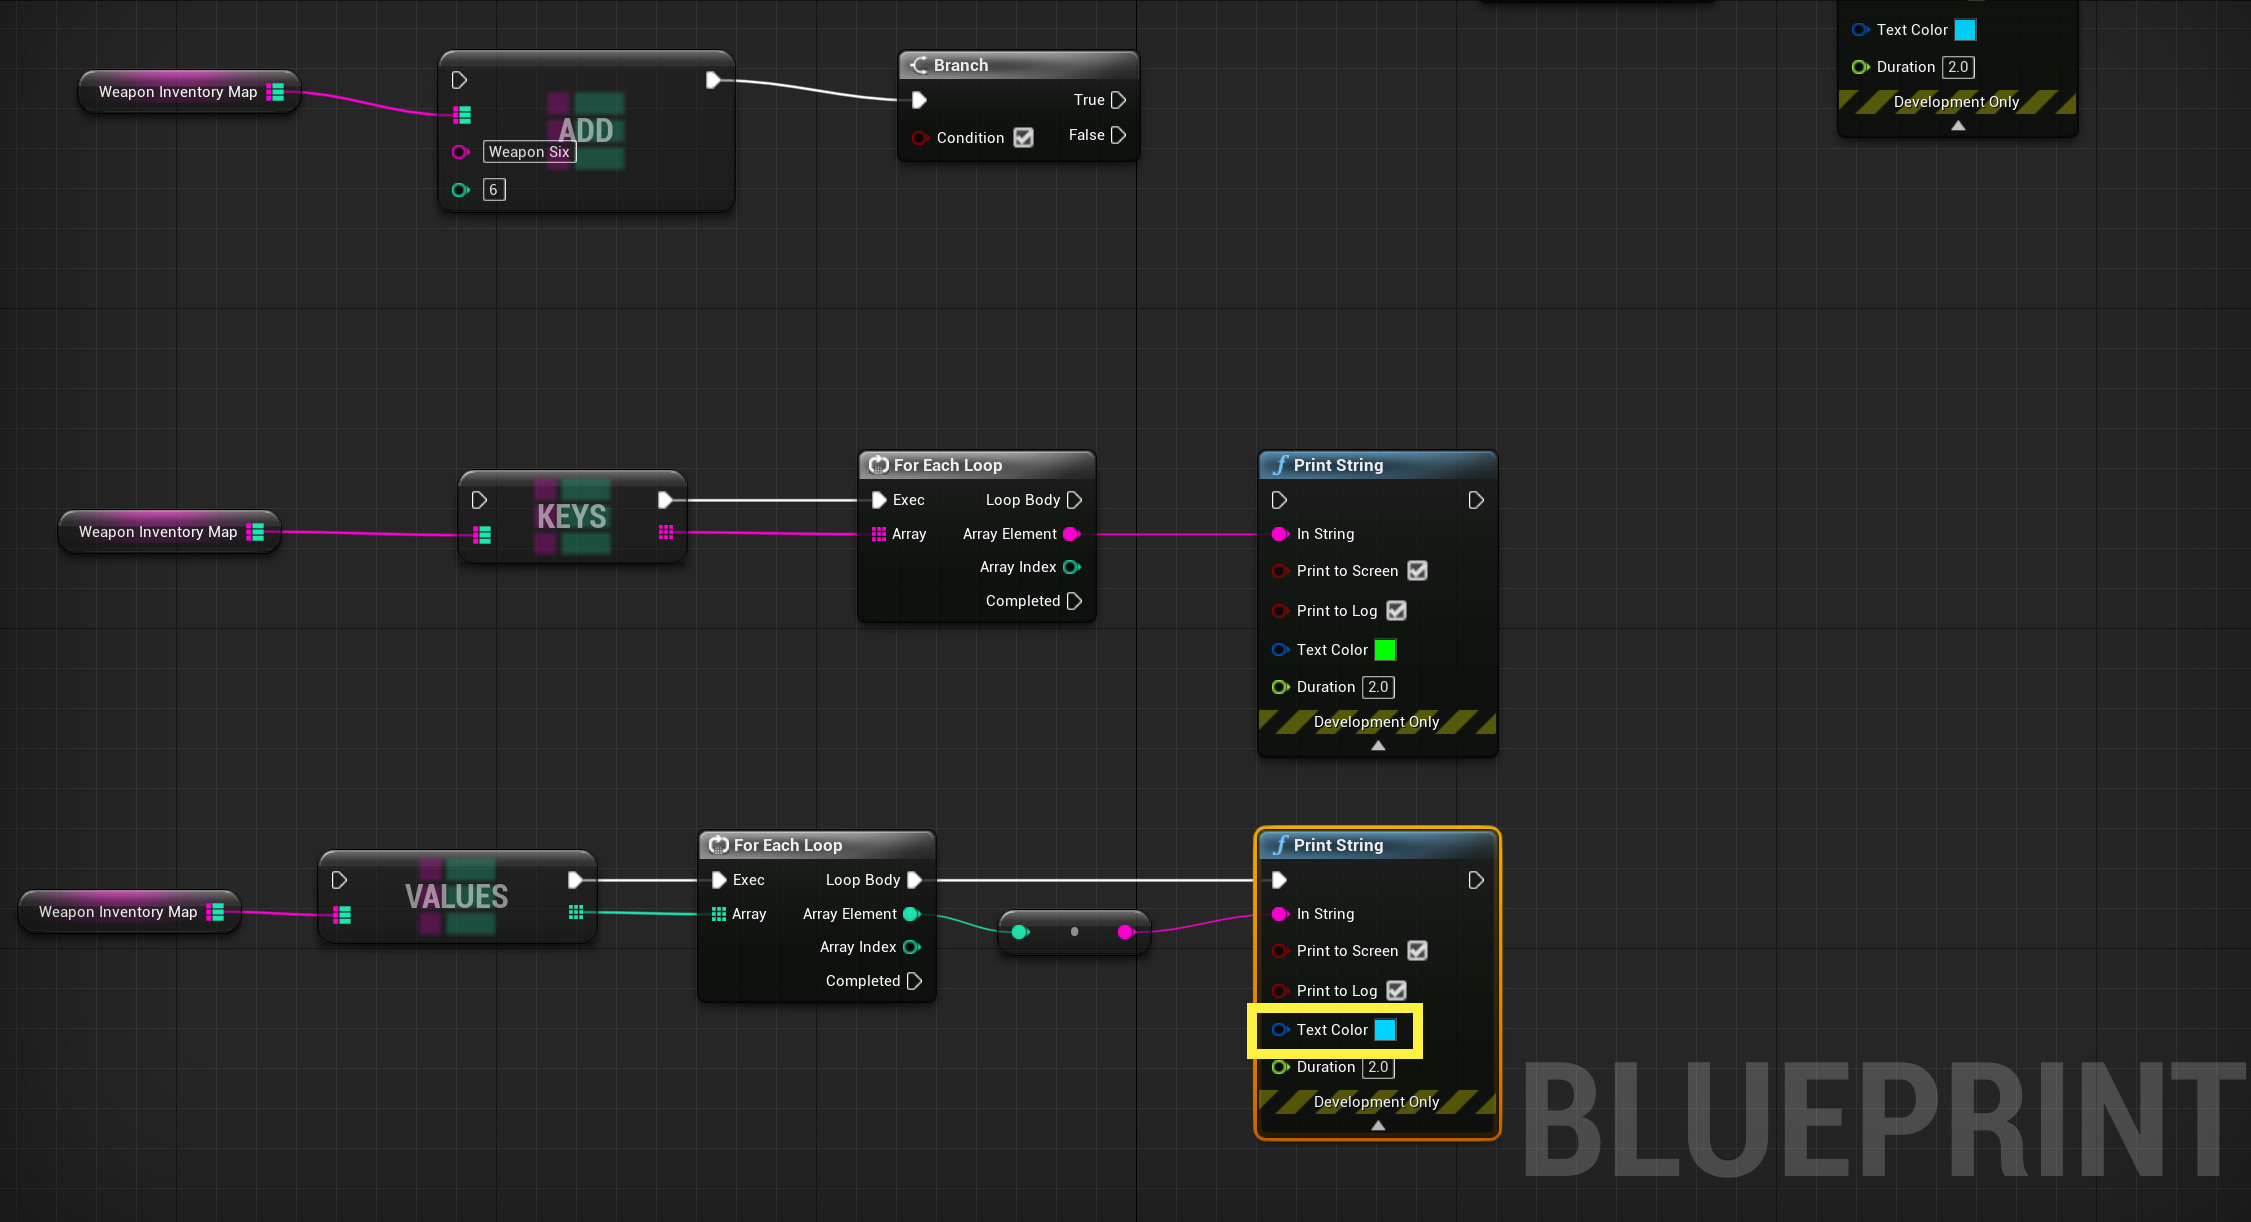 Text Color
Duration 2.0
Development Only
Weapon Inventory Map
ADD
Weapon Six
6
Branch
True
Condition
False
Weapon Inventory Map
KEYS
For Each Loop
Exec
Loop Body
Array
Array Element
Array Index
Completed
Print String
In String
Print to Screen
Print to Log
Text Color
Duration 2.0
Development Only
Weapon Inventory Map
VALUES
For Each Loop
Exec
Loop Body
Array
Array Element
Array Index
Completed
Print String
In String
Print to Screen
Print to Log
Text Color
Duration 2.0
Development Only
BLUEPRINT